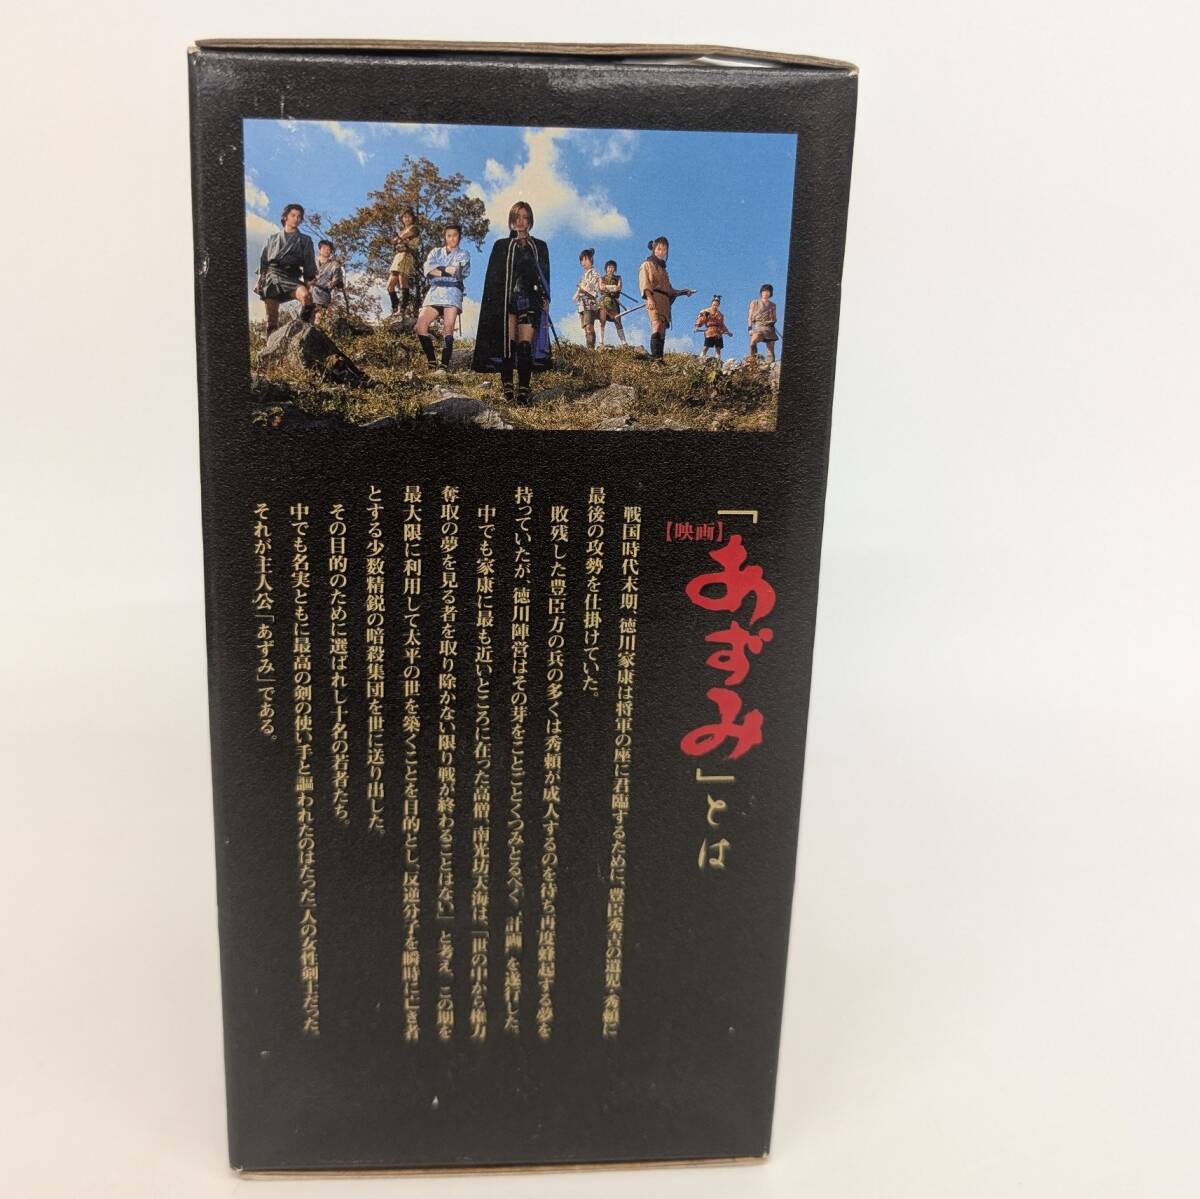 【映画】
「あずみ」とは
戦国時代末期、徳川家康は将軍の座に君臨するために、豊臣秀吉の遺児・秀頼に
最後の攻勢を仕掛けていた。
敗残した豊臣方の兵の多くは秀頼が成人するのを待ち再度蜂起する夢を
持っていたが、徳川陣営はその芽をことごとくつみとるべく、計画を遂行した。
中でも家康に最も近いところに在った高僧、南光坊天海は、「世の中から権力
奪取の夢を見る者を取り除かない限り戦が終わることはない」と考え、この期を
最大限に利用して太平の世を築くことを目的とし、反逆分子を瞬時に亡き者
とする少数精鋭の暗殺集団を世に送り出した。
その目的のために選ばれし十名の若者たち。
中でも名実ともに最高の剣の使い手と謳われたのはたった一人の女性剣士だった。
それが主人公「あずみ」である。